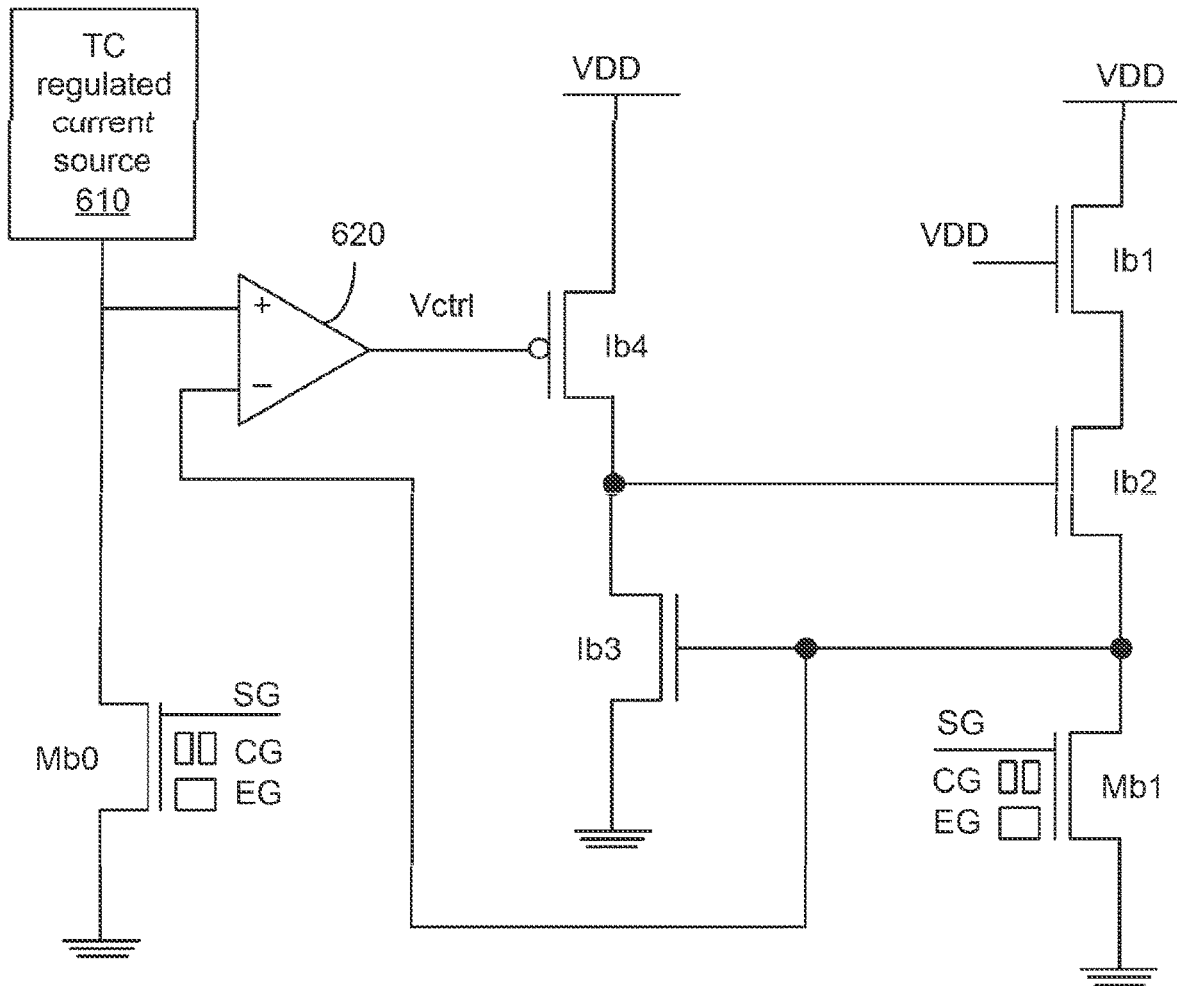 TC
regulated
current
source
610
VDD
VDD
620
VDD
Ib1
+
Vctrl
Ib4
−
Ib2
Ib3
SG
SG
Mb0
CG
CG
Mb1
EG
EG